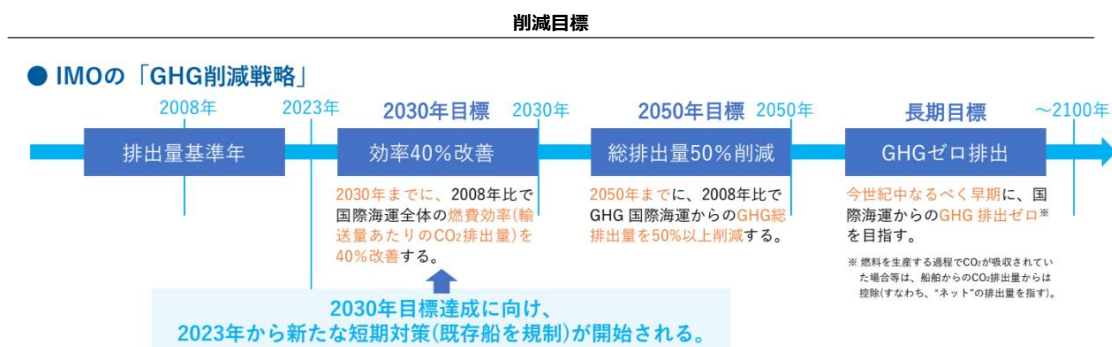 削減目標
● IMOの「GHG削減戦略」
2008年
2023年
2030年目標
2030年
2050年目標
2050年
長期目標
～2100年
排出量基準年
効率40%改善
総排出量50%削減
GHGゼロ排出
2030年までに、2008年比で
国際海運全体の燃費効率(輸
送量あたりのCO₂排出量)を
40%改善する。
2050年までに、2008年比で
GHG 国際海運からのGHG総
排出量を50%以上削減する。
今世紀中なるべく早期に、国
際海運からのGHG 排出ゼロ※
を目指す。
※ 燃料を生産する過程でCO₂が吸収されてい
た場合等は、船舶からのCO₂排出量からは
控除(すなわち、“ネット”の排出量を指す)。
2030年目標達成に向け、
2023年から新たな短期対策(既存船を規制)が開始される。